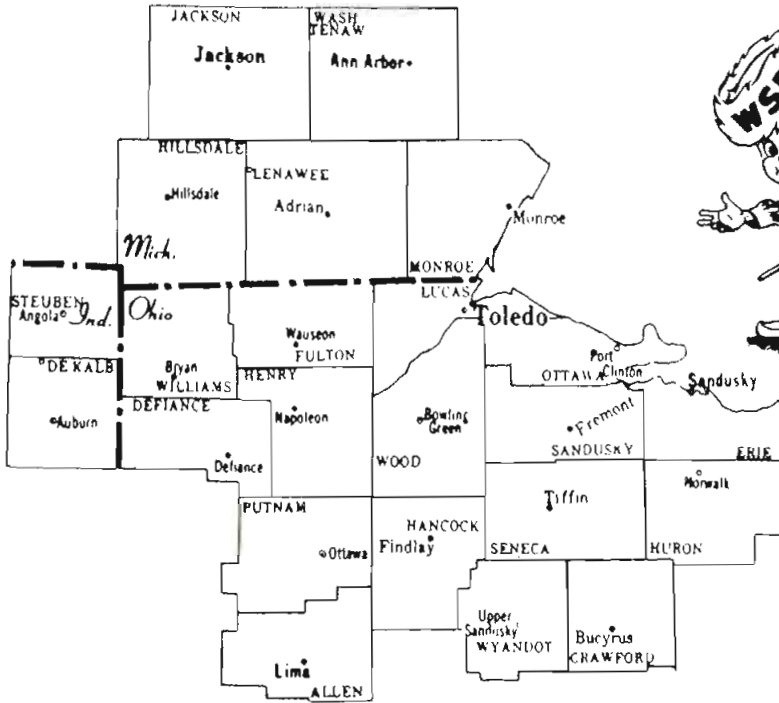 JACKSON
Jackson
WASH
TENAW
Ann Arbor
HILLSDALE
Hillsdale
LENAWEE
Adrian
Monroe
MONROE
Mich.
Ohio
Ind.
STEUBEN
Angola
LUCAS
Toledo
Wauseon
FULTON
Bryan
WILLIAMS
DE KALB
Auburn
HENRY
Napoleon
DEFIANCE
Defiance
Port
Clinton
OTTAWA
Sandusky
Bowling
Green
WOOD
Fremont
SANDUSKY
ERIE
Norwalk
HURON
Tiffin
SENECA
PUTNAM
Ottawa
HANCOCK
Findlay
Upper
Sandusky
WYANDOT
Bucyrus
CRAWFORD
Lima
ALLEN